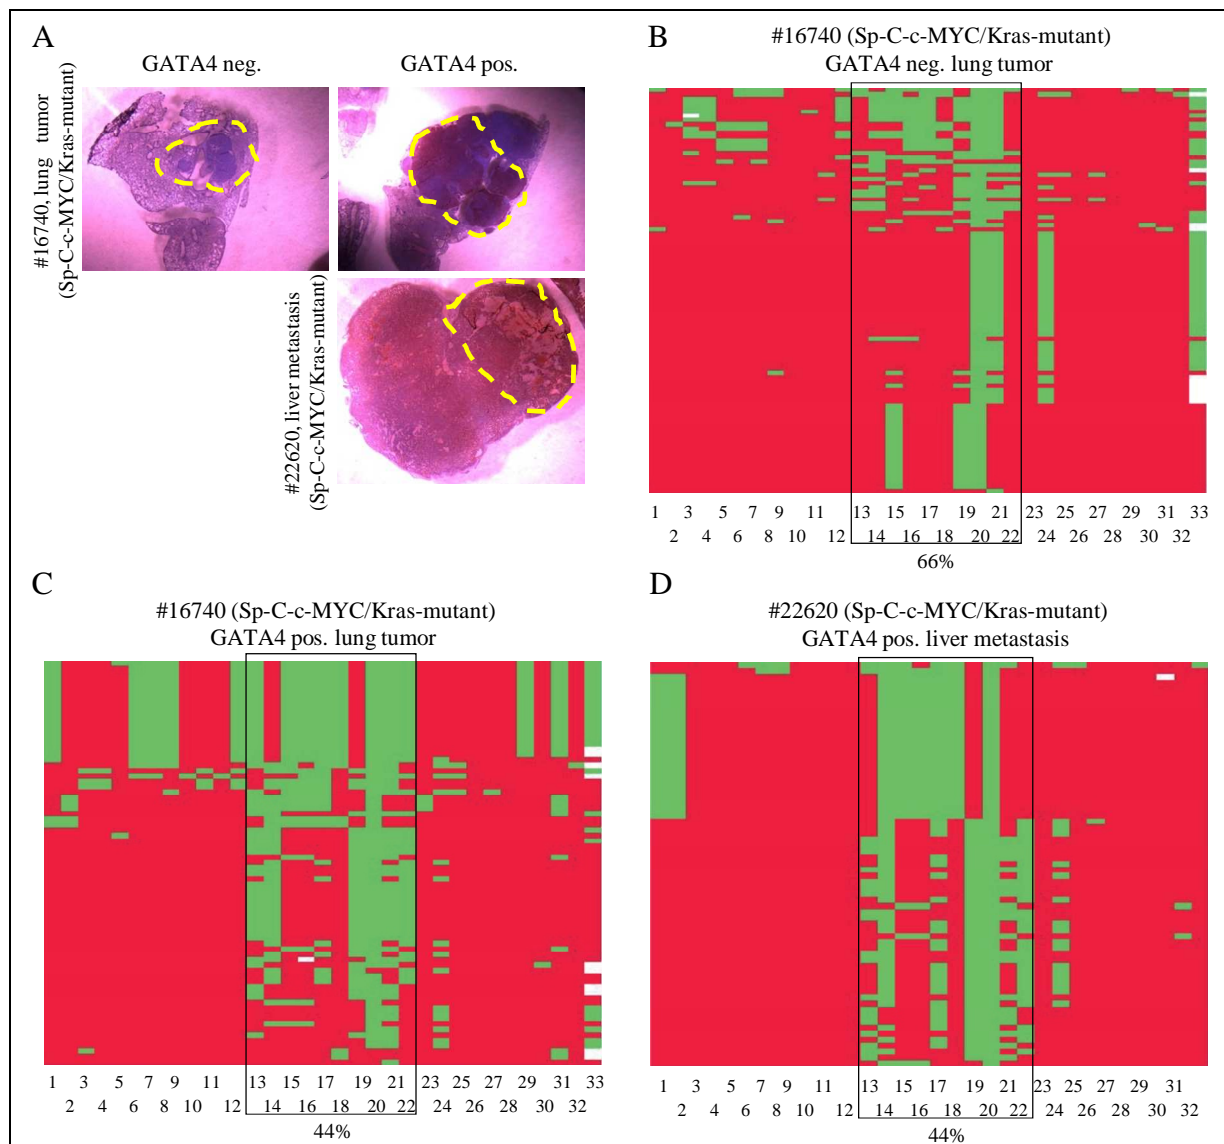 A
GATA4 neg.
GATA4 pos.
#16740, lung tumor
(Sp-C-c-MYC/Kras-mutant)
#22620, liver metastasis
(Sp-C-c-MYC/Kras-mutant)
B
#16740 (Sp-C-c-MYC/Kras-mutant)
GATA4 neg. lung tumor
1 3 5 7 9 11 13 15 17 19 21 23 25 27 29 31 33
2 4 6 8 10 12 14 16 18 20 22 24 26 28 30 32
66%
C
#16740 (Sp-C-c-MYC/Kras-mutant)
GATA4 pos. lung tumor
1 3 5 7 9 11 13 15 17 19 21 23 25 27 29 31 33
2 4 6 8 10 12 14 16 18 20 22 24 26 28 30 32
44%
D
#22620 (Sp-C-c-MYC/Kras-mutant)
GATA4 pos. liver metastasis
1 3 5 7 9 11 13 15 17 19 21 23 25 27 29 31
2 4 6 8 10 12 14 16 18 20 22 24 26 28 30 32
44%